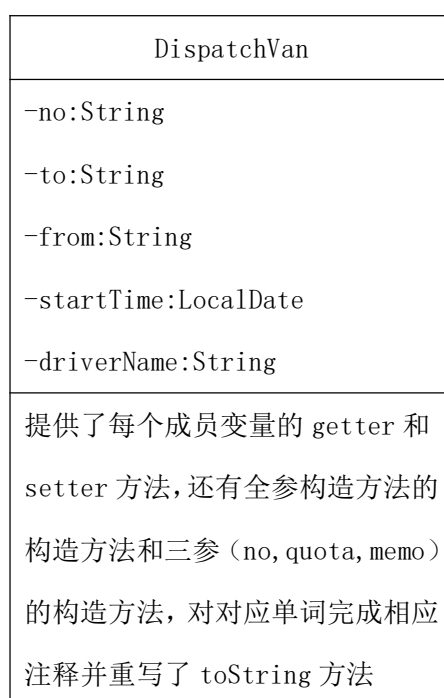 DispatchVan
-no:String
-to:String
-from:String
-startTime:LocalDate
-driverName:String
提供了每个成员变量的 getter 和
setter 方法,还有全参构造方法的
构造方法和三参（no,quota,memo）
的构造方法，对对应单词完成相应
注释并重写了 toString 方法